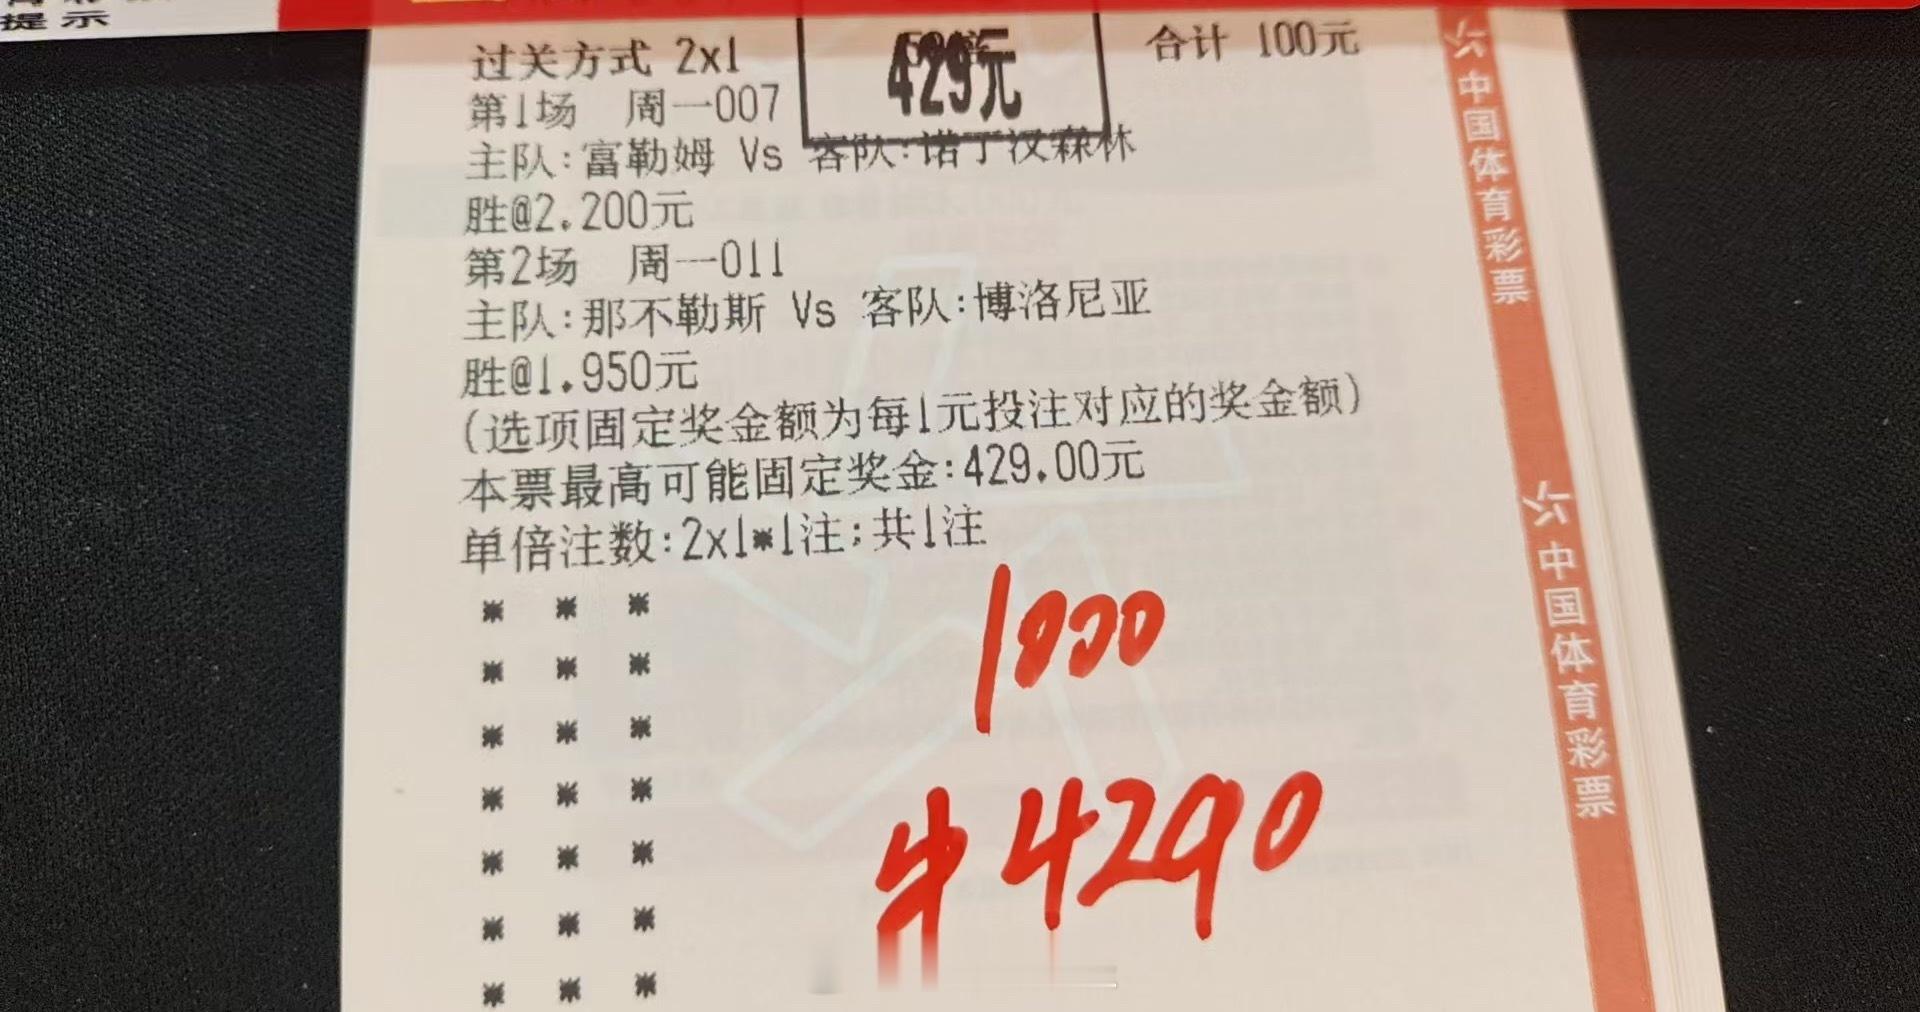 提示
过关方式 2x1
429元
合计 100元
第1场 周一007
主队:富勒姆 Vs 客队:诺丁汉森林
胜@2.200元
第2场 周一011
主队:那不勒斯 Vs 客队:博洛尼亚
胜@1.950元
(选项固定奖金额为每1元投注对应的奖金额)
本票最高可能固定奖金:429.00元
单倍注数:2x1*1注;共1注
1000
中4290
中国体育彩票
中国体育彩票